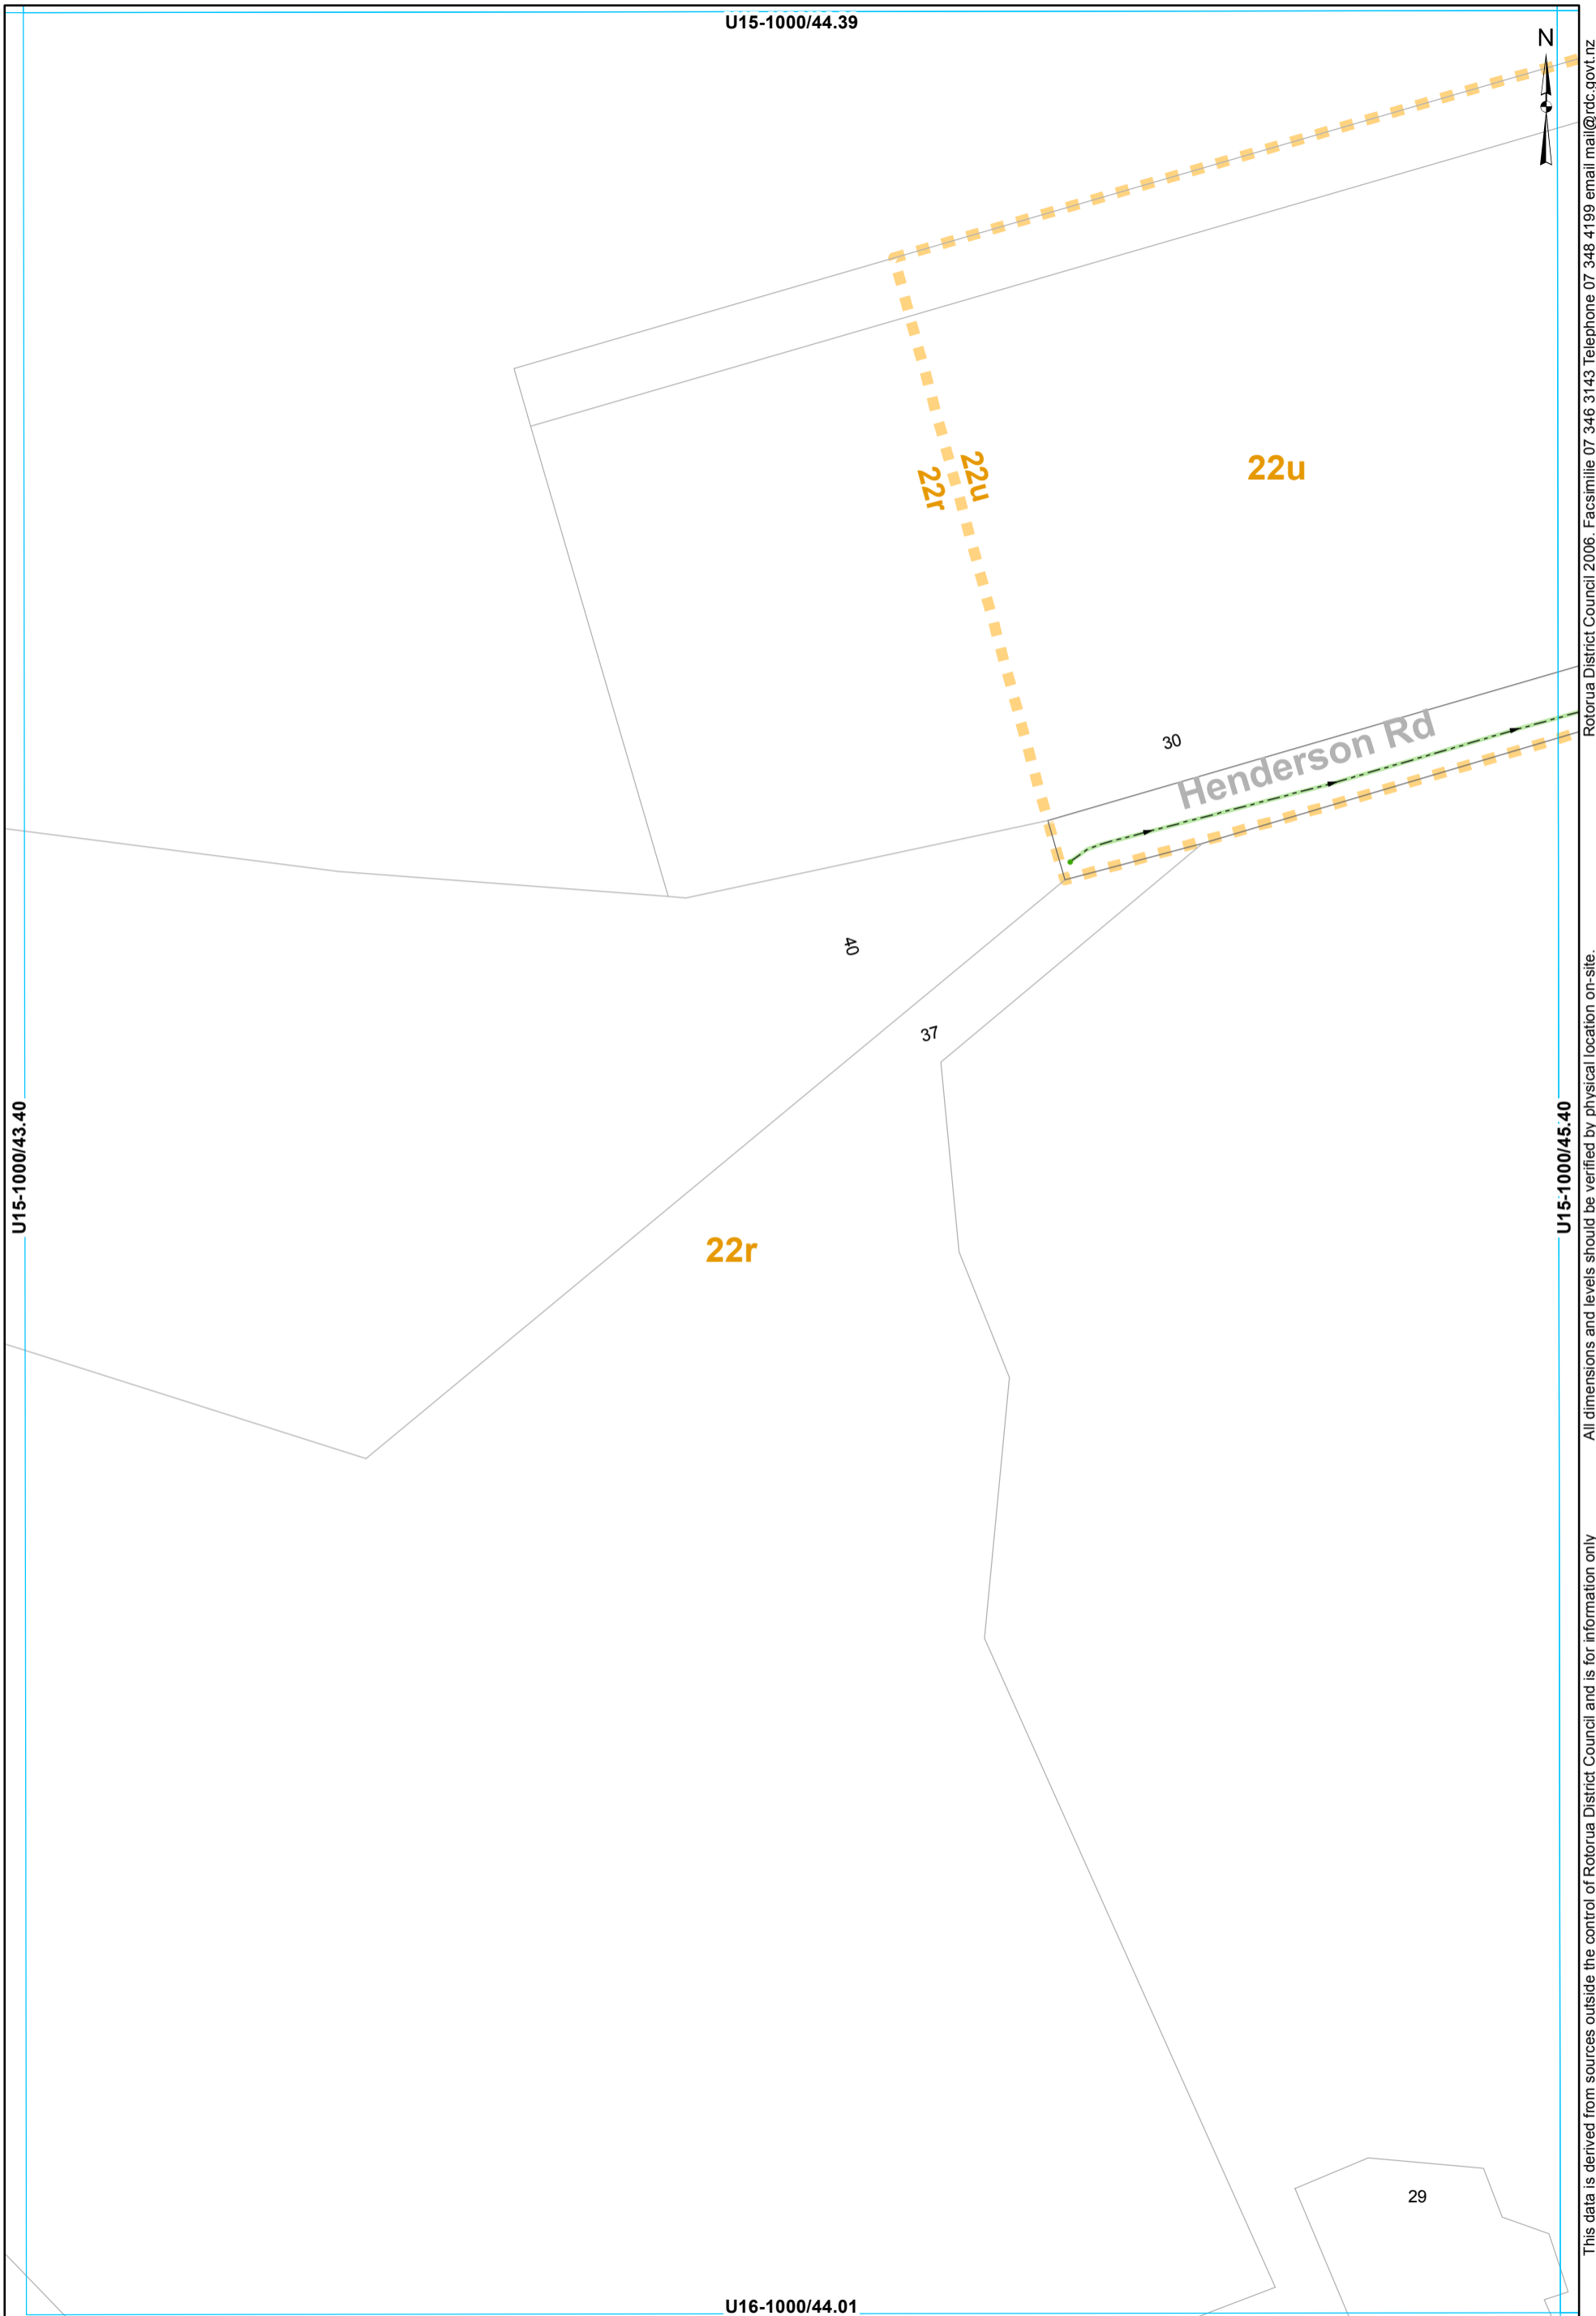 U15-1000/44.39
N
22u
22u
22r
30
Henderson Rd
40
37
U15-1000/43.40
U15-1000/45.40
22r
29
U16-1000/44.01
This data is derived from sources outside the control of Rotorua District Council and is for information only
All dimensions and levels should be verified by physical location on-site.
Rotorua District Council 2006. Facsimilie 07 346 3143 Telephone 07 348 4199 email mail@rdc.govt.nz